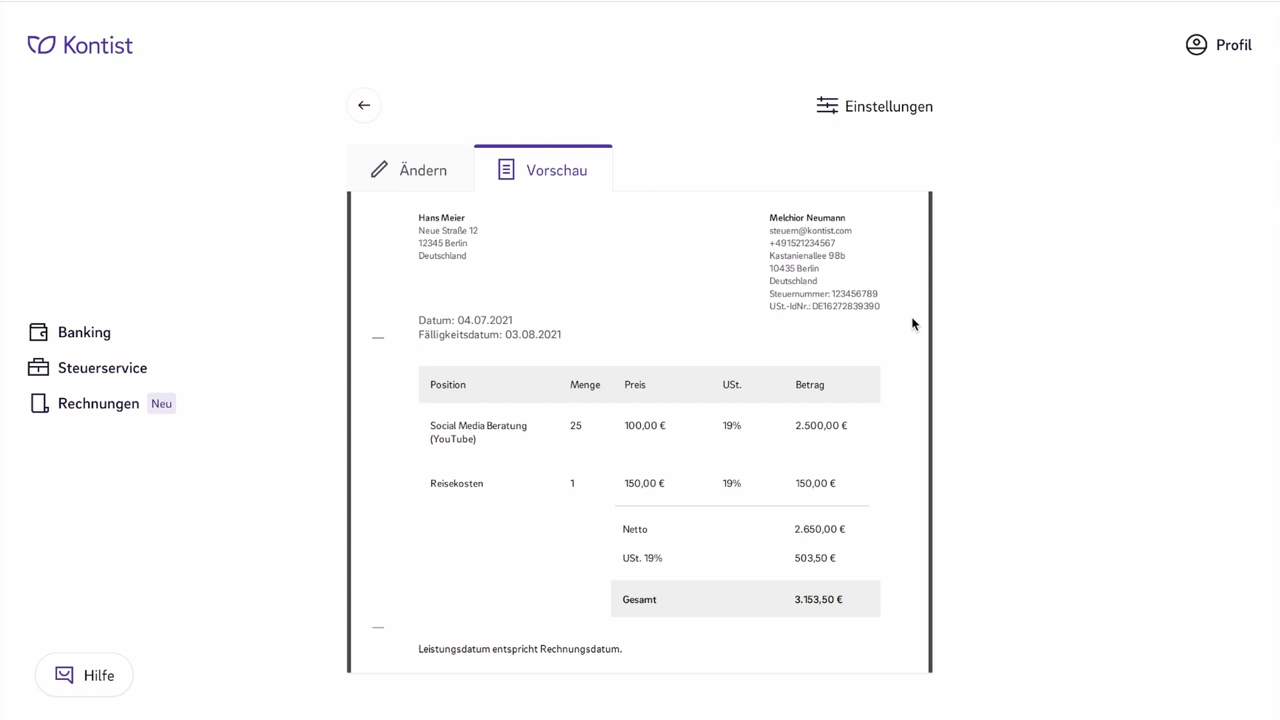 Kontist
Profil
Einstellungen
Ändern
Vorschau
Hans Meier
Neue Straße 12
12345 Berlin
Deutschland
Melchior Neumann
steuern@kontist.com
+491521234567
Kastanienallee 98b
10435 Berlin
Deutschland
Steuernummer: 123456789
USt.-IdNr.: DE16272839390
Datum: 04.07.2021
Fälligkeitsdatum: 03.08.2021
Banking
Steuerservice
Rechnungen Neu
Position Menge Preis USt. Betrag
Social Media Beratung 25 100,00 € 19% 2.500,00 €
(YouTube)
Reisekosten 1 150,00 € 19% 150,00 €
Netto 2.650,00 €
USt. 19% 503,50 €
Gesamt 3.153,50 €
Leistungsdatum entspricht Rechnungsdatum.
Hilfe